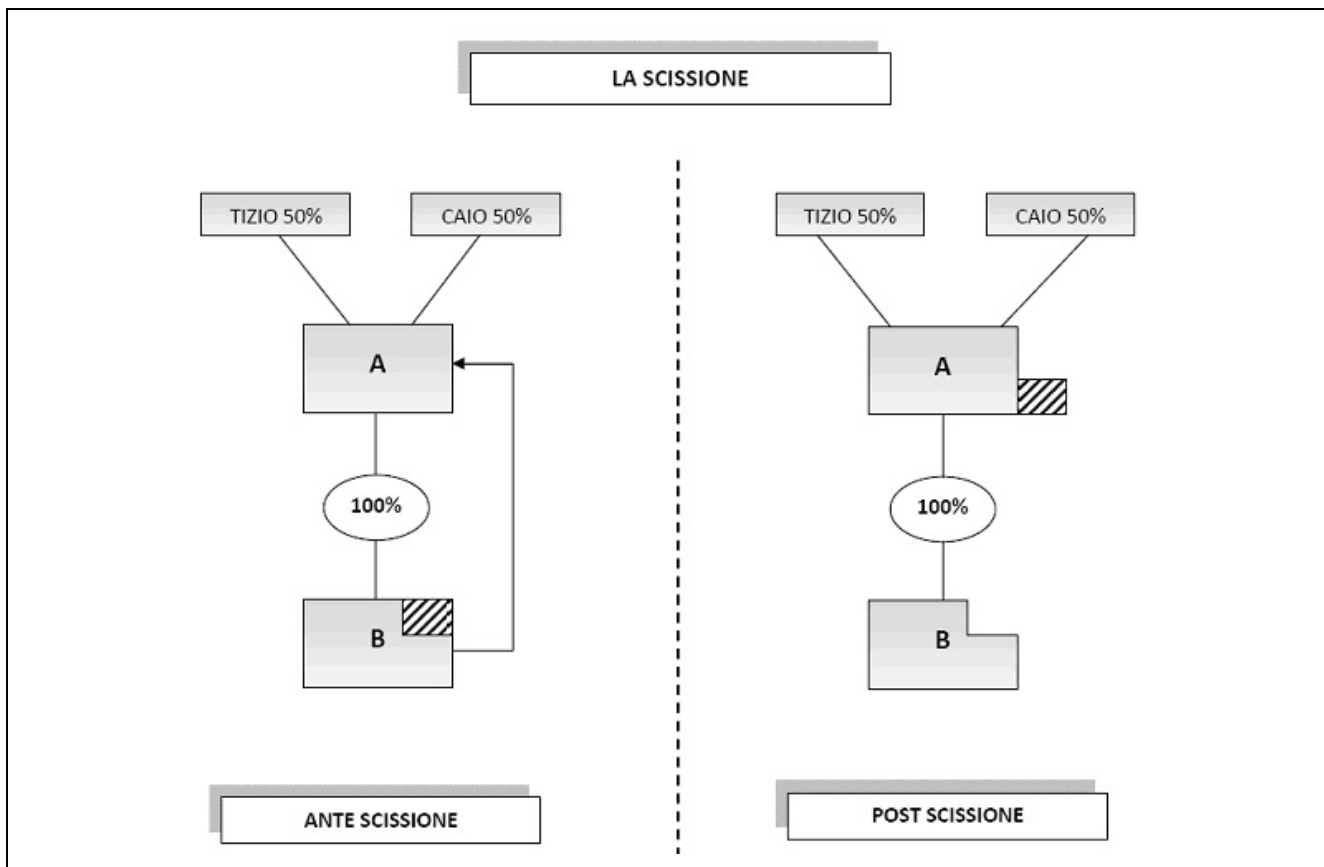 LA SCISSIONE
TIZIO 50%
CAIO 50%
A
100%
B
ANTE SCISSIONE
TIZIO 50%
CAIO 50%
A
100%
B
POST SCISSIONE